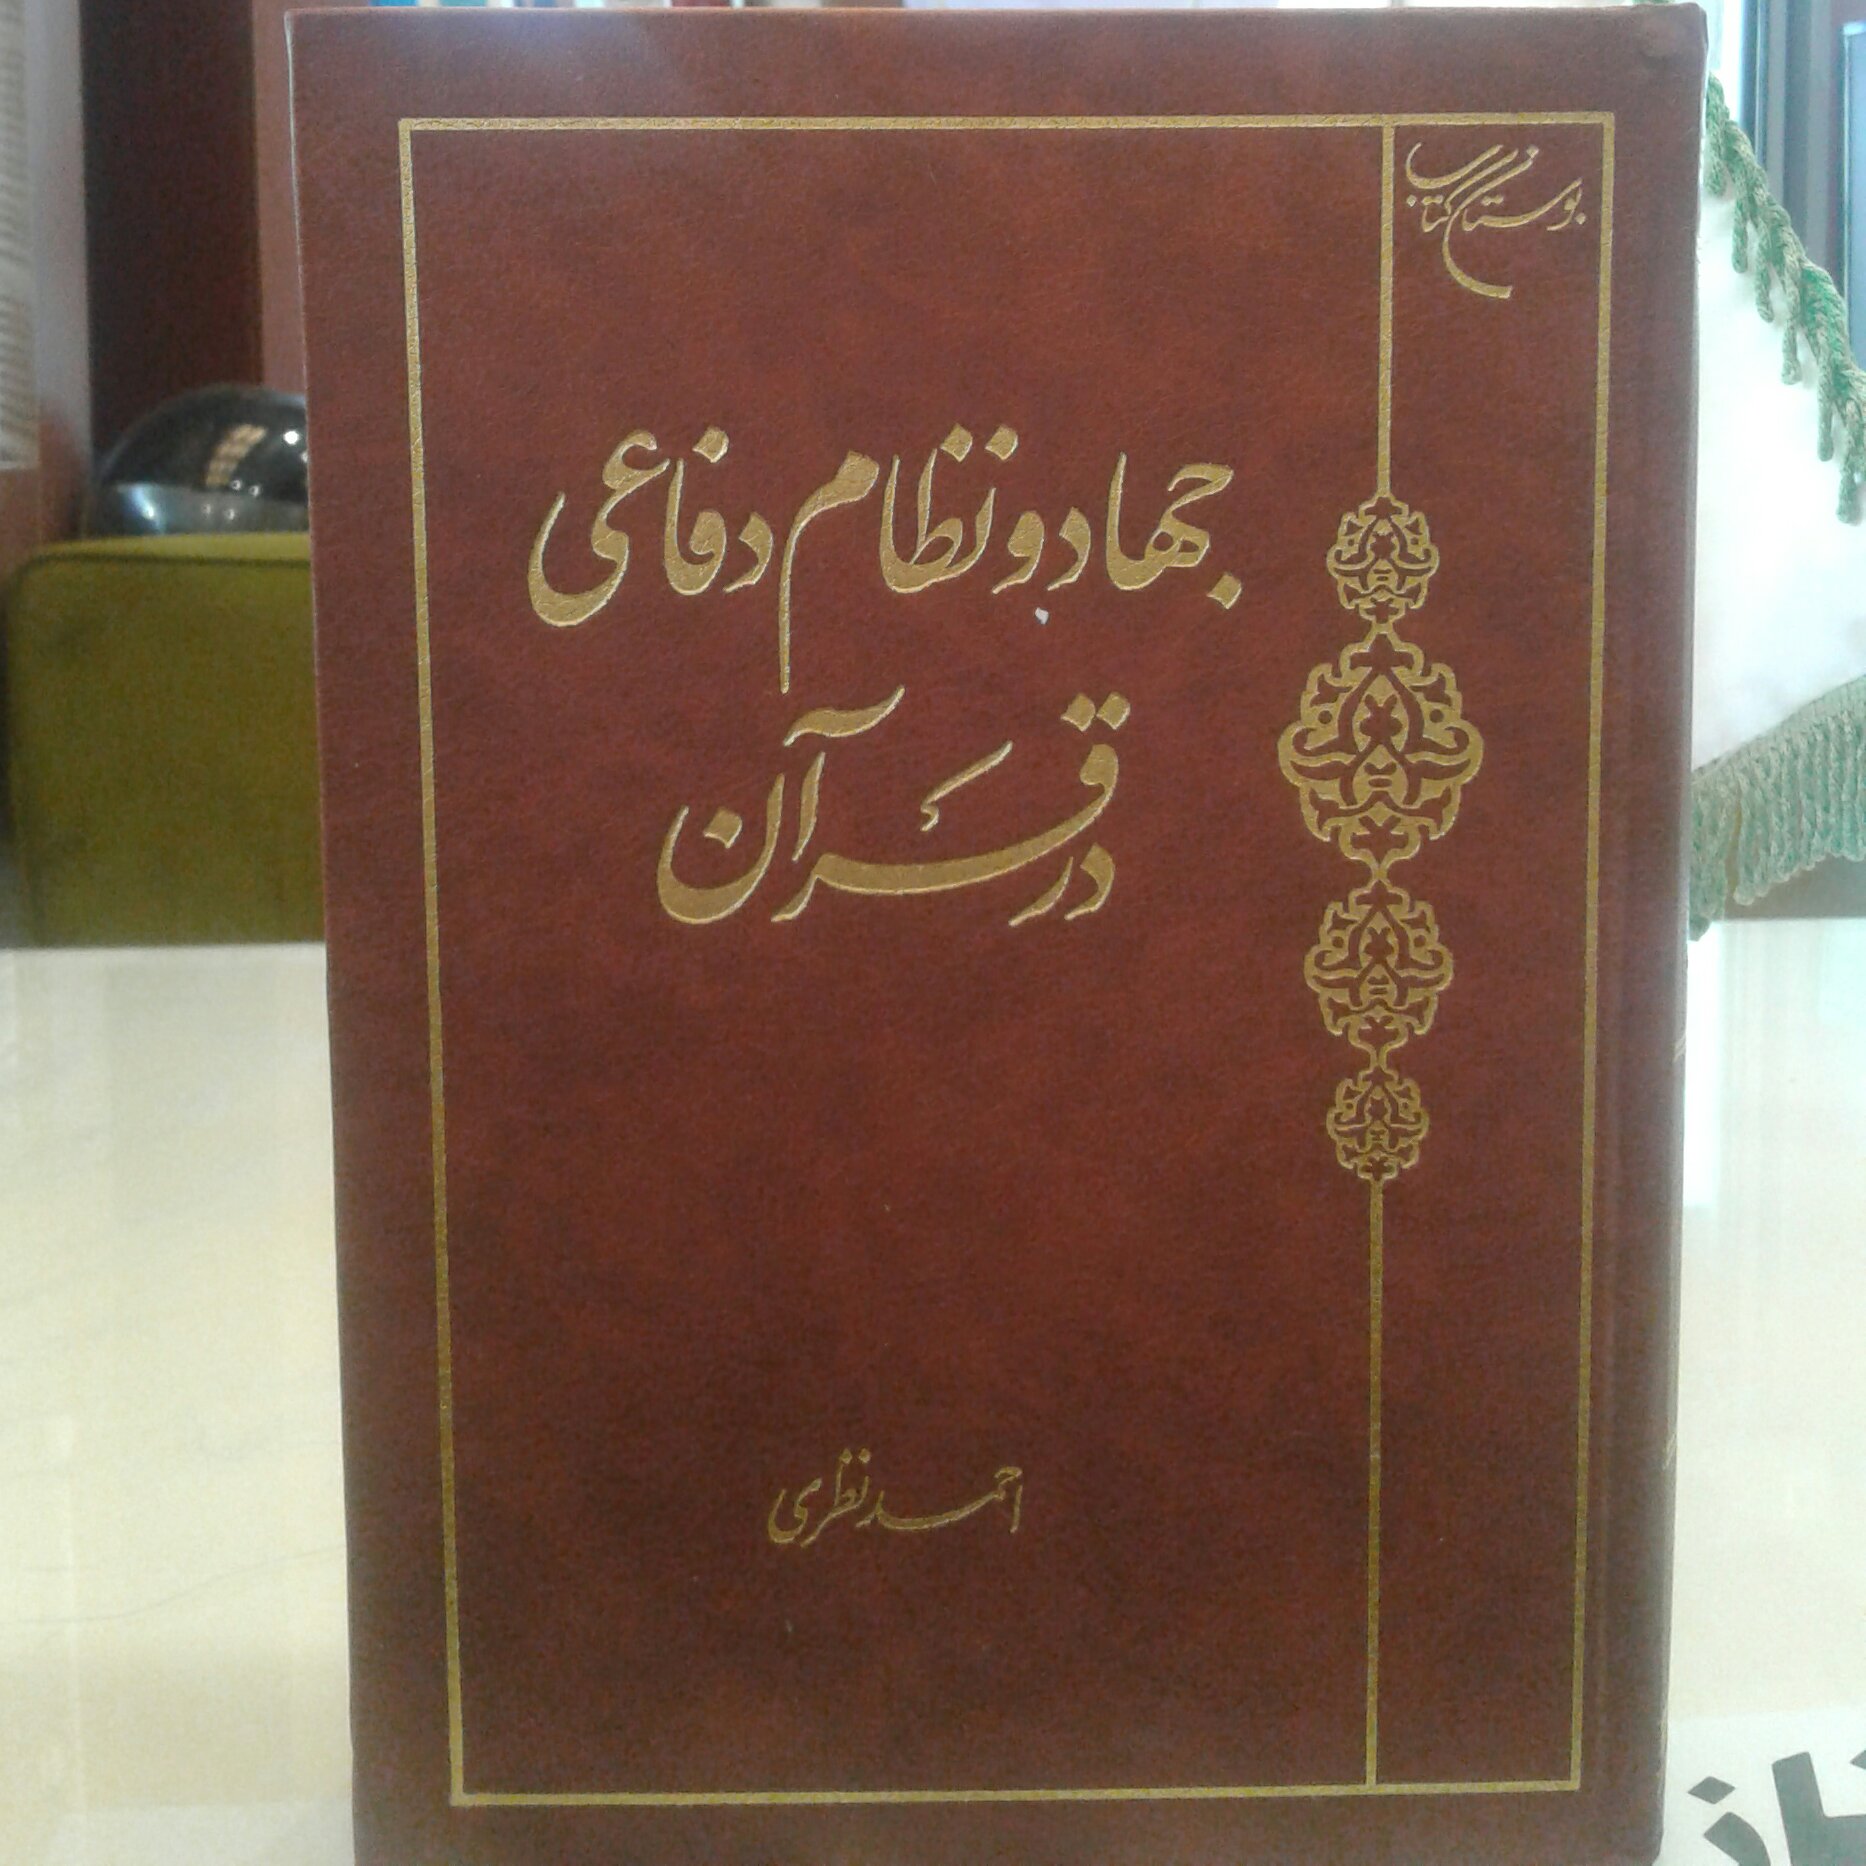 بوستان کتاب
جهاد و نظام دفاعی
در قرآن
احمد نظری